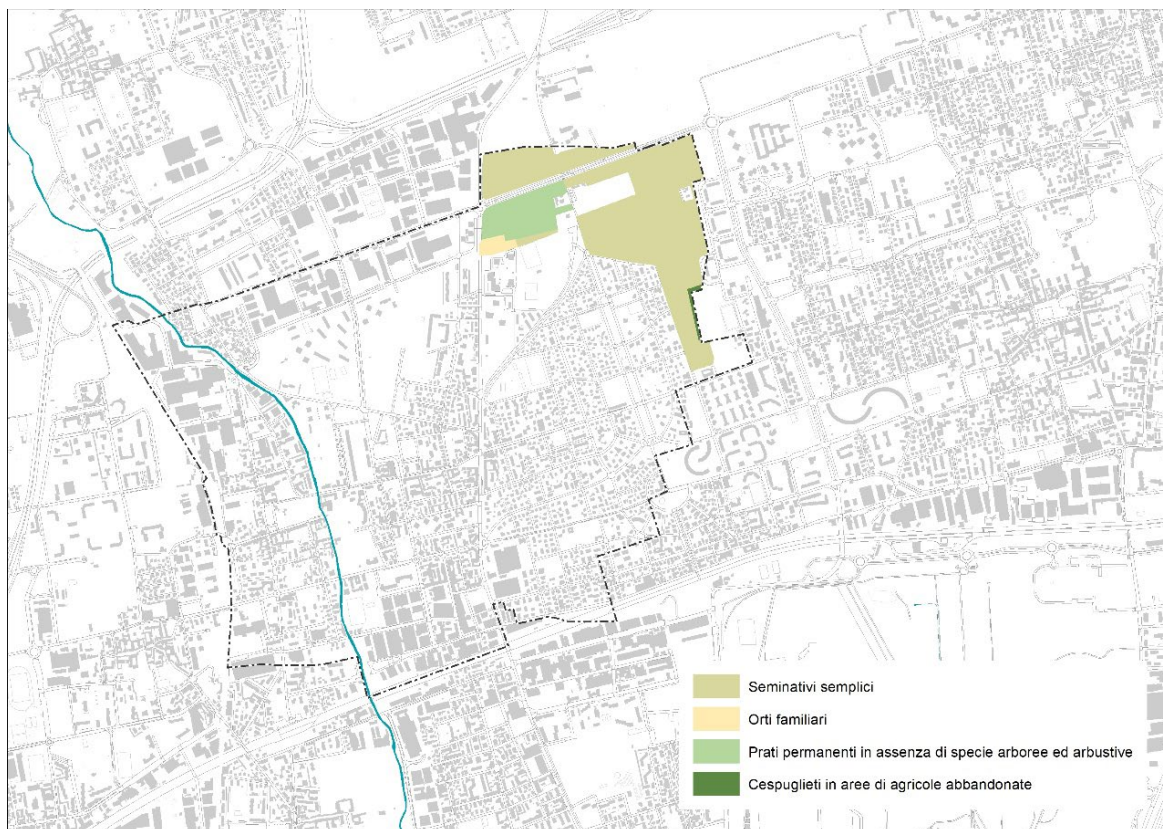 Seminativi semplici
Orti familiari
Prati permanenti in assenza di specie arboree ed arbustive
Cespuglieti in aree di agricole abbandonate